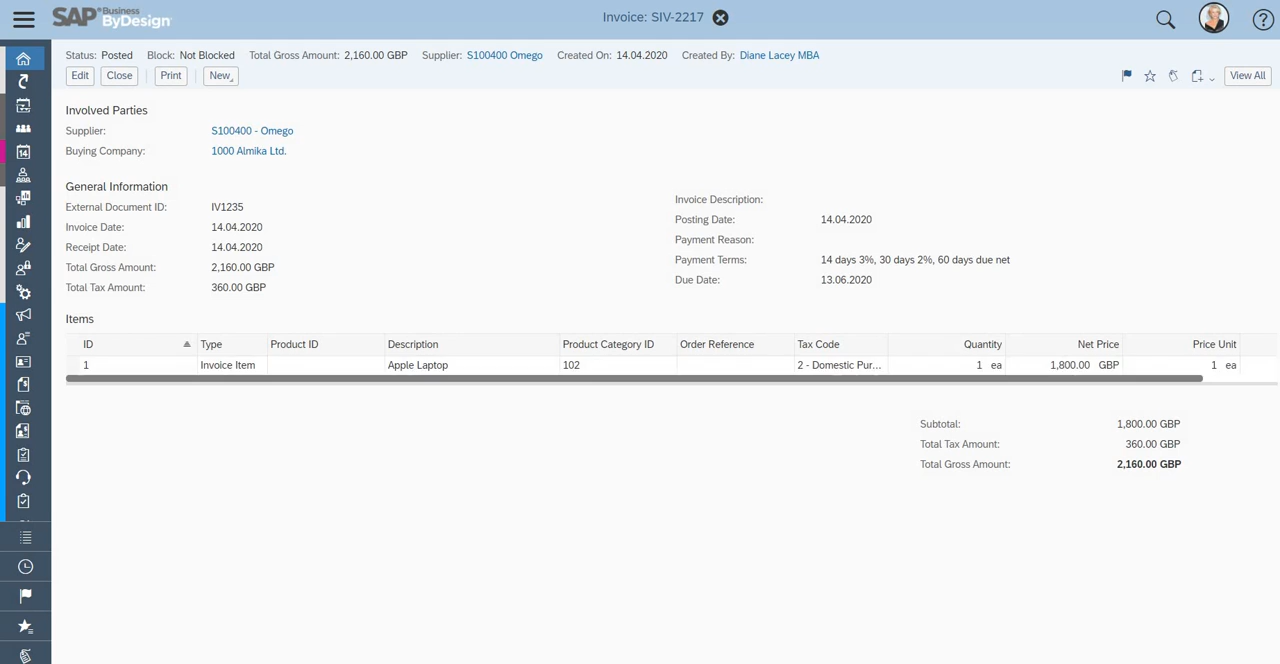 SAP Business ByDesign
Invoice: SIV-2217
Status: Posted Block: Not Blocked Total Gross Amount: 2,160.00 GBP Supplier: S100400 Omego Created On: 14.04.2020 Created By: Diane Lacey MBA
Edit Close Print New View All
Involved Parties
Supplier: S100400 - Omego
Buying Company: 1000 Almika Ltd.
General Information
External Document ID: IV1235
Invoice Date: 14.04.2020
Receipt Date: 14.04.2020
Total Gross Amount: 2,160.00 GBP
Total Tax Amount: 360.00 GBP
Invoice Description:
Posting Date: 14.04.2020
Payment Reason:
Payment Terms: 14 days 3%, 30 days 2%, 60 days due net
Due Date: 13.06.2020
Items
ID Type Product ID Description Product Category ID Order Reference Tax Code Quantity Net Price Price Unit
1 Invoice Item Apple Laptop 102 2 - Domestic Pur... 1 ea 1,800.00 GBP 1 ea
Subtotal: 1,800.00 GBP
Total Tax Amount: 360.00 GBP
Total Gross Amount: 2,160.00 GBP
14